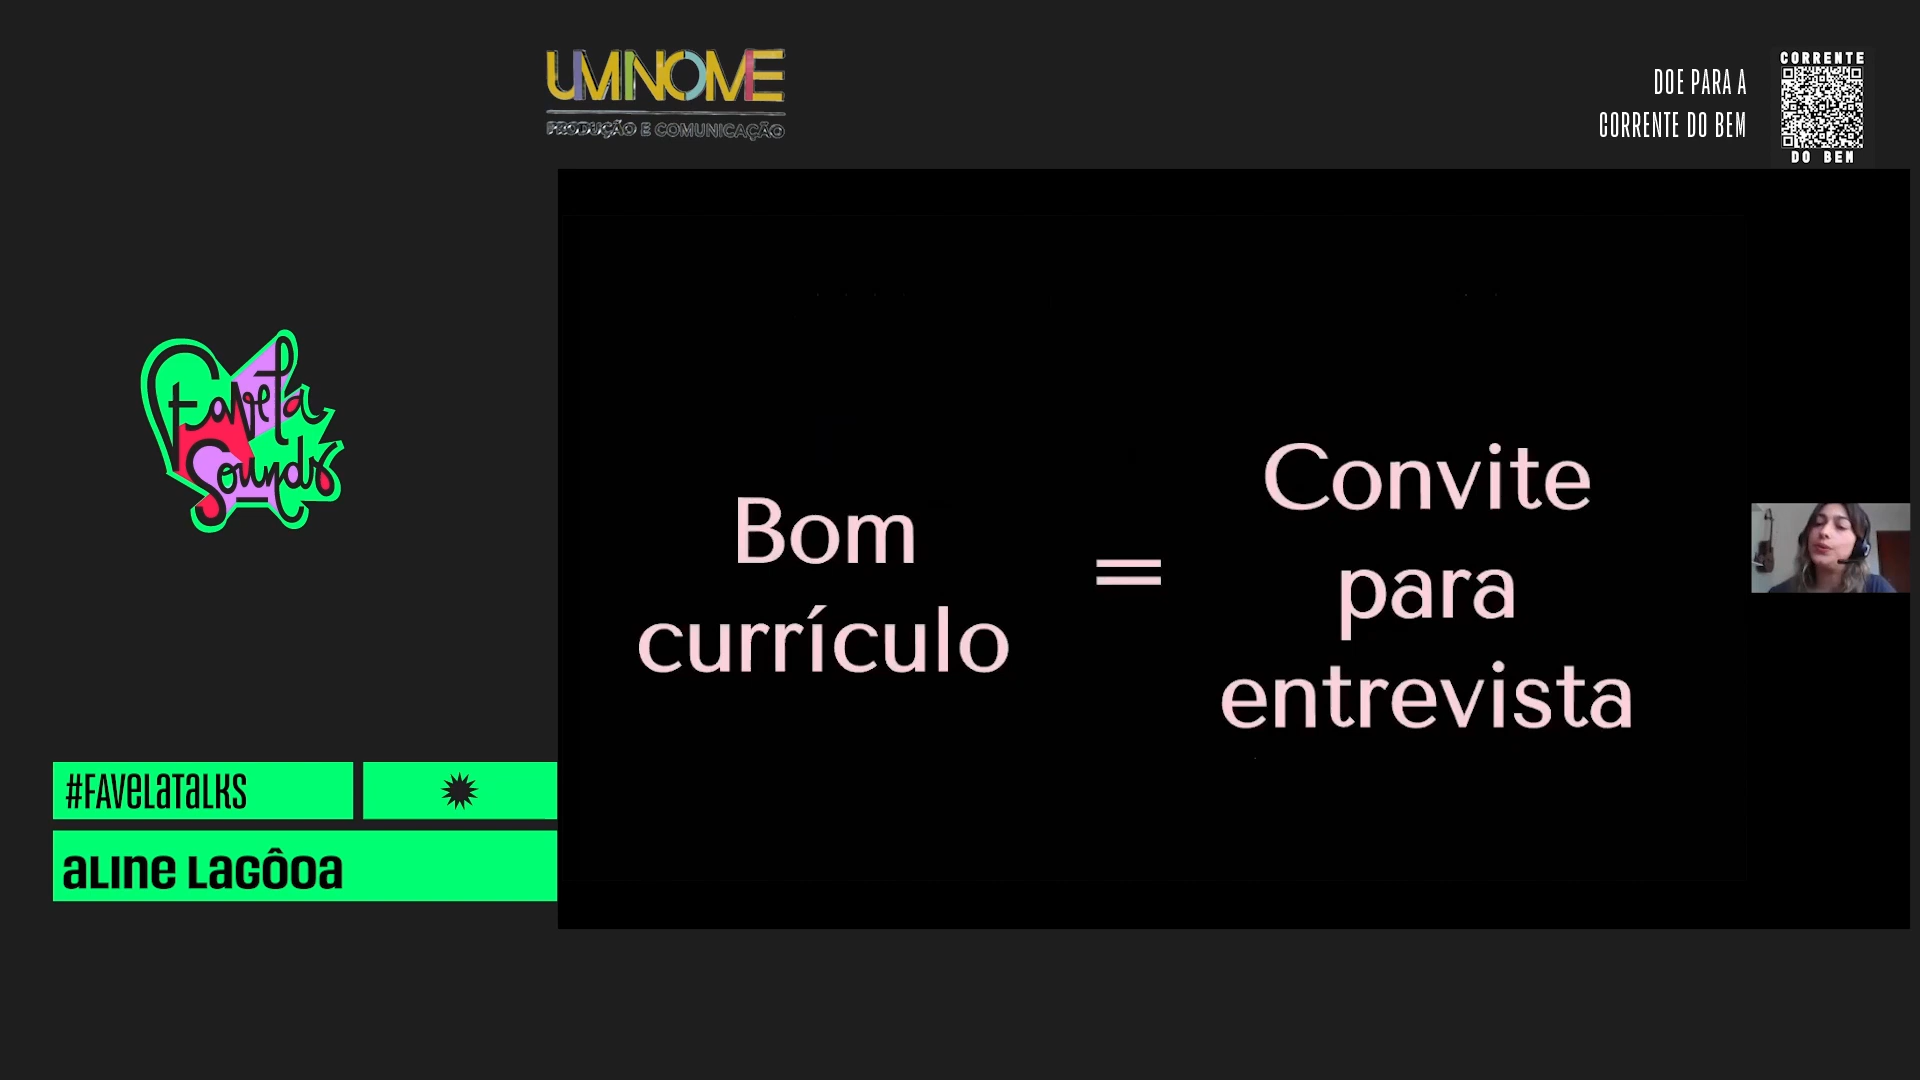 UMNOME
PRODUÇÃO E COMUNICAÇÃO
DOE PARA A
CORRENTE DO BEM
CORRENTE
DO BEM
Favela
Sounds
Bom
currículo
=
Convite
para
entrevista
#FAVELATALKS
ALINE LAGÔOA